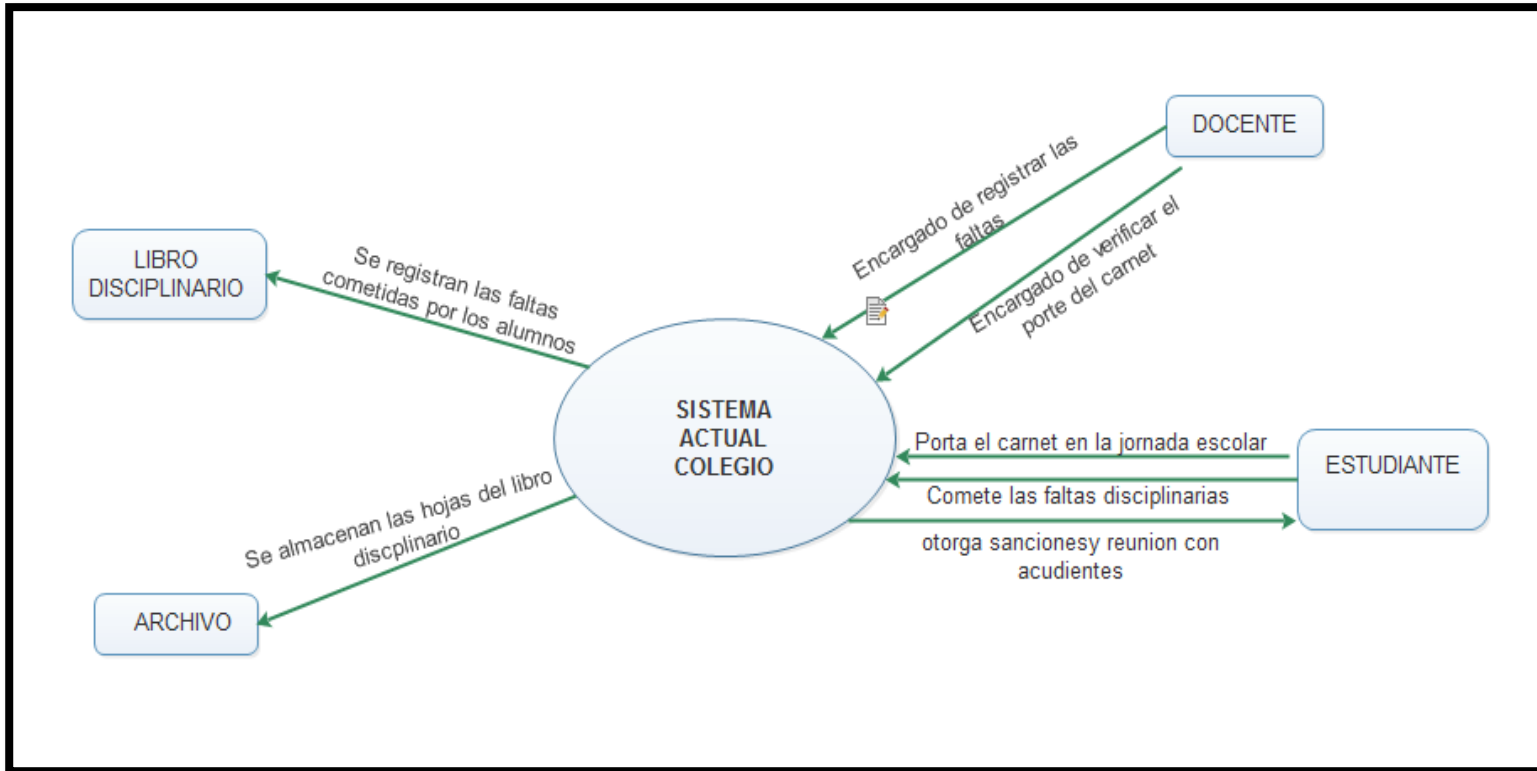 DOCENTE
Encargado de registrar las
faltas
Encargado de verificar el
porte del carnet
LIBRO
DISCIPLINARIO
Se registran las faltas
cometidas por los alumnos
SISTEMA
ACTUAL
COLEGIO
Porta el carnet en la jornada escolar
ESTUDIANTE
Comete las faltas disciplinarias
otorga sancionesy reunion con
acudientes
Se almacenan las hojas del libro
discplinario
ARCHIVO